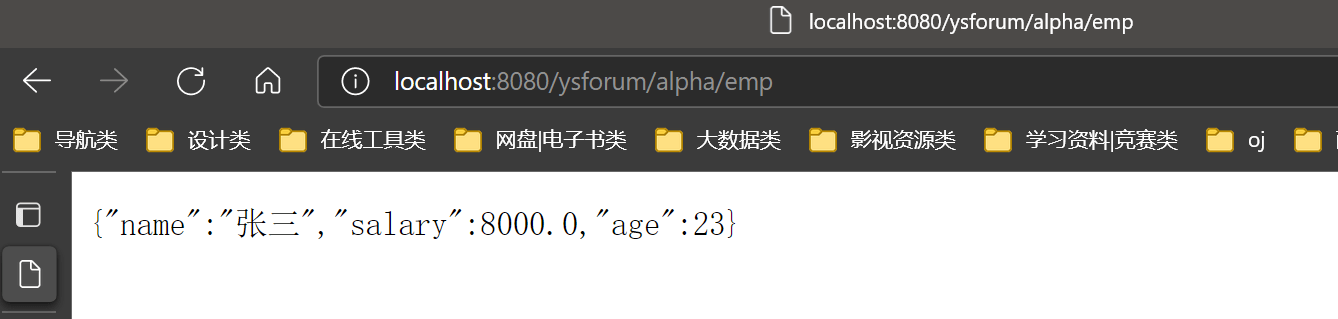 localhost:8080/ysforum/alpha/emp
localhost:8080/ysforum/alpha/emp
导航类 设计类 在线工具类 网盘|电子书类 大数据类 影视资源类 学习资料|竞赛类 oj
{"name":"张三","salary":8000.0,"age":23}